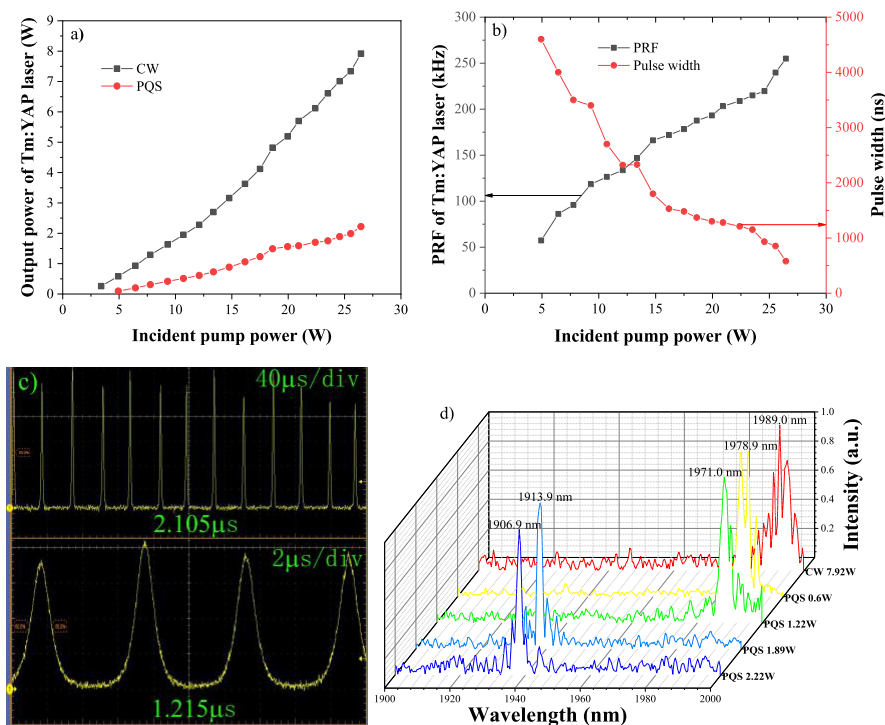 a)
Output power of Tm:YAP laser (W)
9
8
7
6
5
4
3
2
1
0
CW
PQS
0 5 10 15 20 25 30
Incident pump power (W)
b)
PRF of Tm:YAP laser (kHz)
300
250
200
150
100
50
0
PRF
Pulse width
5000
4000
3000
2000
1000
0
Pulse width (ns)
0 5 10 15 20 25 30
Incident pump power (W)
c)
40μs/div
2.105μs
2μs/div
1.215μs
d)
1989.0 nm
1978.9 nm
1971.0 nm
1913.9 nm
1906.9 nm
1.0
0.8
0.6
0.4
0.2
Intensity (a.u.)
CW 7.92W
PQS 0.6W
PQS 1.22W
PQS 1.89W
PQS 2.22W
1900 1920 1940 1960 1980 2000
Wavelength (nm)